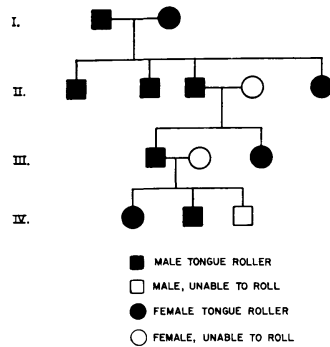 I.
II.
III.
IV.
MALE TONGUE ROLLER
MALE, UNABLE TO ROLL
FEMALE TONGUE ROLLER
FEMALE, UNABLE TO ROLL